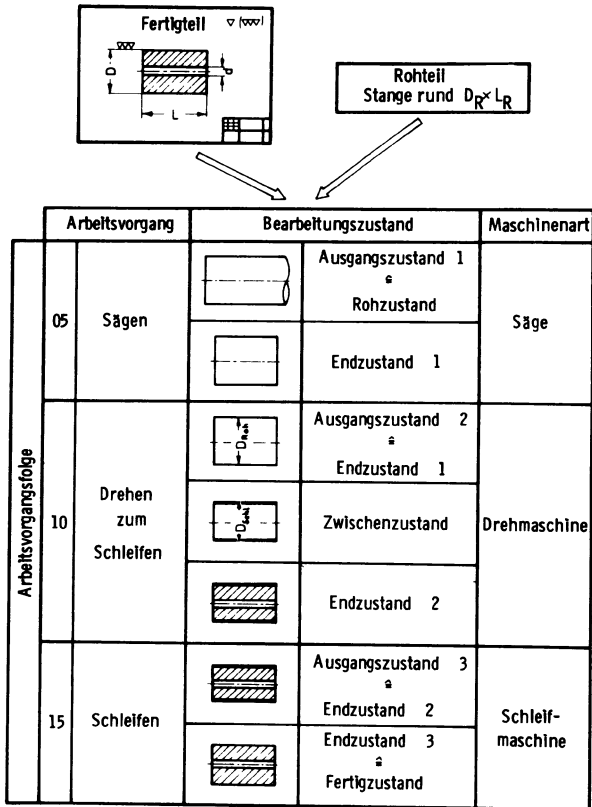 Fertigteil
D
d
L
Rohteil
Stange rund D_R × L_R
Arbeitsvorgang
Bearbeitungszustand
Maschinenart
Arbeitsvorgangsfolge
05
Sägen
Ausgangszustand 1
≙
Rohzustand
Endzustand 1
Säge
10
Drehen
zum
Schleifen
D_Roh
Ausgangszustand 2
≙
Endzustand 1
D_Schl
Zwischenzustand
Endzustand 2
Drehmaschine
15
Schleifen
Ausgangszustand 3
≙
Endzustand 2
Endzustand 3
≙
Fertigzustand
Schleif-
maschine